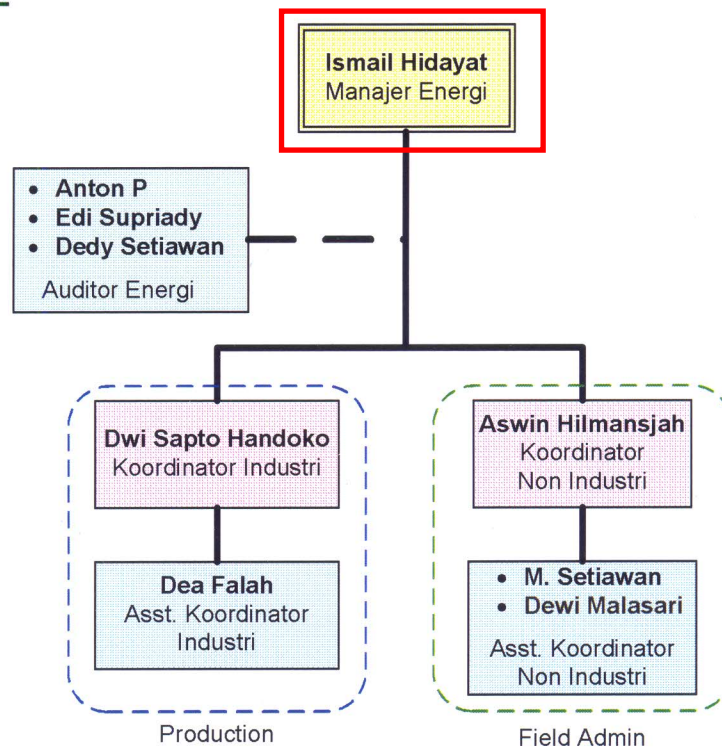 Ismail Hidayat
Manajer Energi
• Anton P
• Edi Supriady
• Dedy Setiawan
Auditor Energi
Dwi Sapto Handoko
Koordinator Industri
Aswin Hilmansjah
Koordinator
Non Industri
Dea Falah
Asst. Koordinator
Industri
• M. Setiawan
• Dewi Malasari
Asst. Koordinator
Non Industri
Production
Field Admin